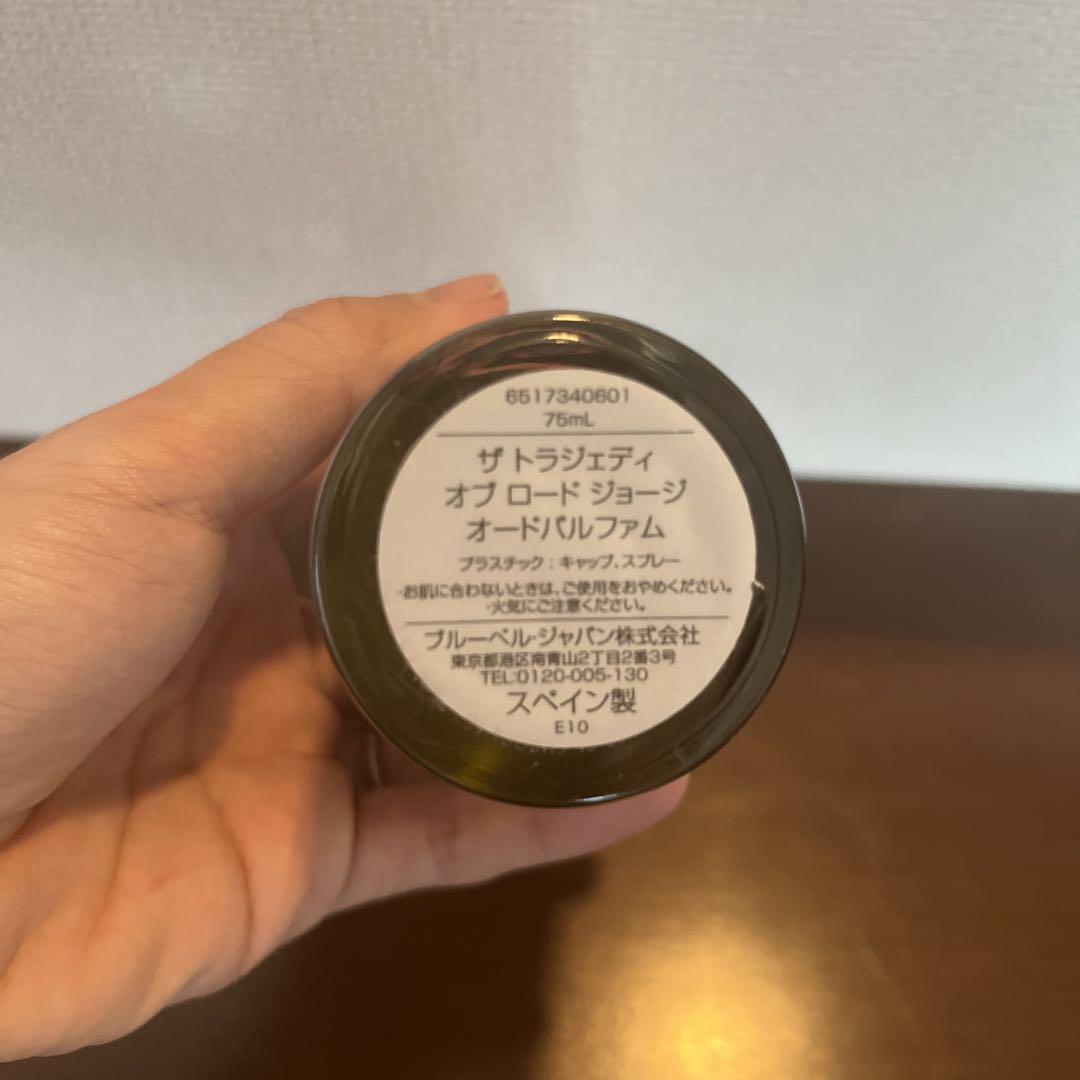 6517340601
75mL
ザ トラジェディ
オブ ロード ジョージ
オードパルファム
プラスチック：キャップ、スプレー
・お肌に合わないときは、ご使用をおやめください。
・火気にご注意ください。
ブルーベル・ジャパン株式会社
東京都港区南青山2丁目2番3号
TEL:0120-005-130
スペイン製
E10